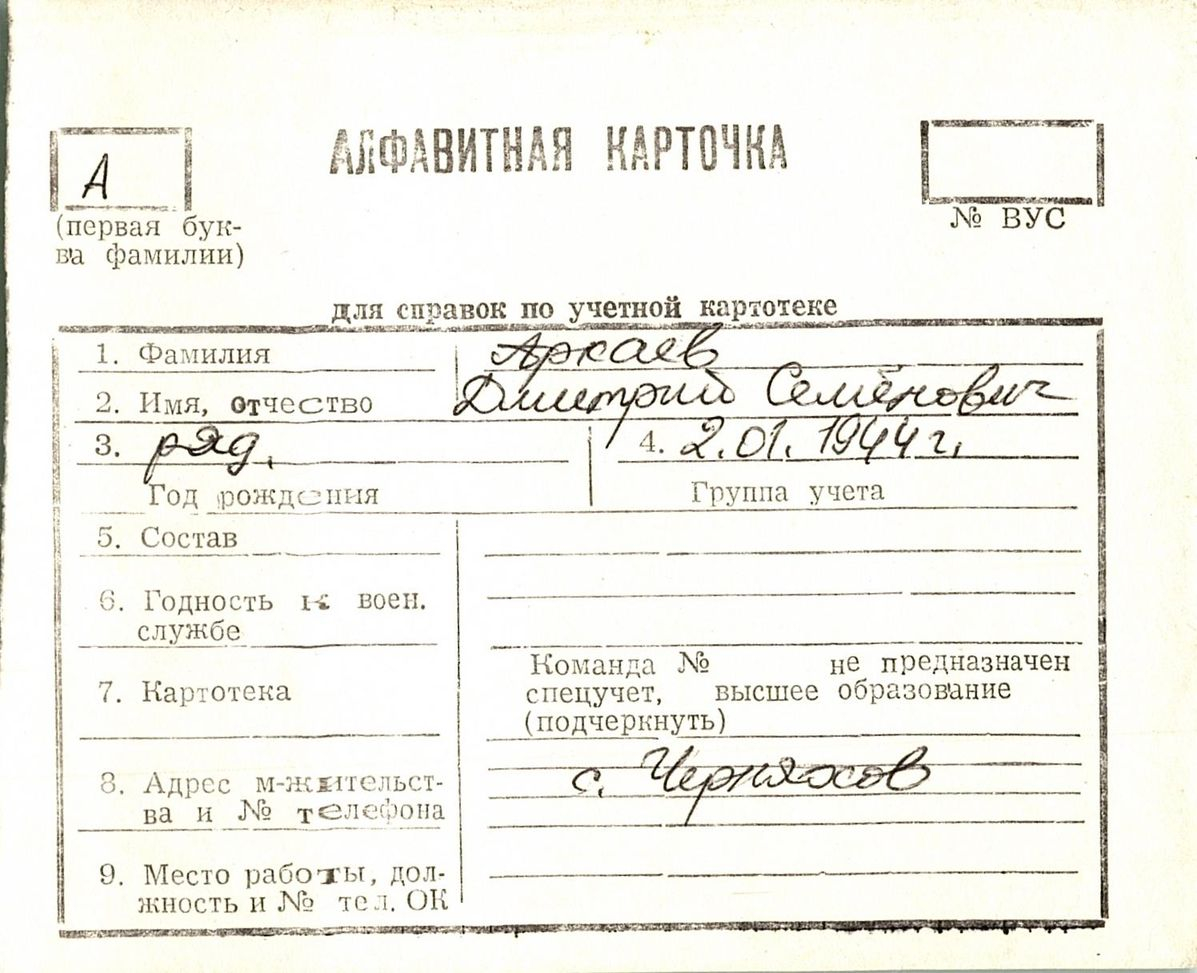 АЛФАВИТНАЯ КАРТОЧКА
А
(первая бук-
ва фамилии)
№ ВУС
для справок по учетной картотеке
1. Фамилия Аркаев
2. Имя, отчество Дмитрий Семёнович
3. ряд. 4. 2.01.1944 г.
Год рождения Группа учета
5. Состав
6. Годность к воен.
службе
7. Картотека
Команда № не предназначен
спецучет, высшее образование
(подчеркнуть)
8. Адрес м-жительст-
ва и № телефона
с. Черняхов
9. Место работы, дол-
жность и № тел. ОК